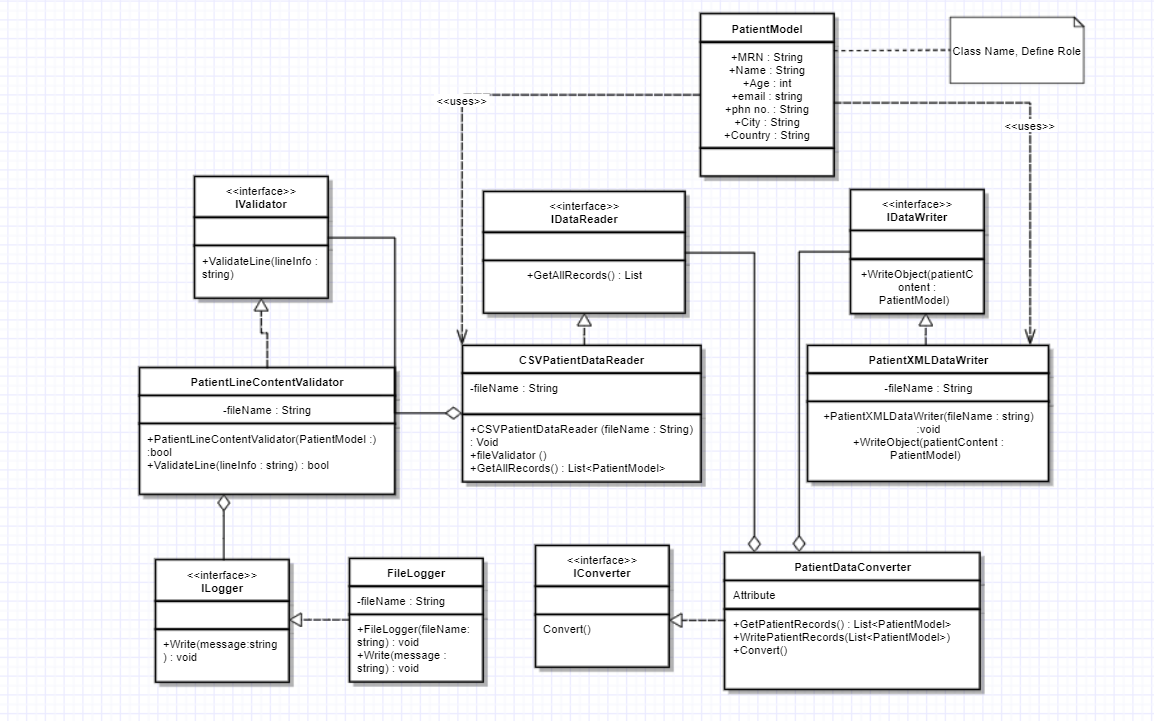 PatientModel
+MRN : String
+Name : String
+Age : int
+email : string
+phn no. : String
+City : String
+Country : String
Class Name, Define Role
<<uses>>
<<uses>>
<<interface>>
IValidator
+ValidateLine(lineInfo :
string)
<<interface>>
IDataReader
+GetAllRecords() : List
<<interface>>
IDataWriter
+WriteObject(patientC
ontent :
PatientModel)
PatientLineContentValidator
-fileName : String
+PatientLineContentValidator(PatientModel :)
:bool
+ValidateLine(lineInfo : string) : bool
CSVPatientDataReader
-fileName : String
+CSVPatientDataReader (fileName : String)
: Void
+fileValidator ()
+GetAllRecords() : List<PatientModel>
PatientXMLDataWriter
-fileName : String
+PatientXMLDataWriter(fileName : string)
:void
+WriteObject(patientContent :
PatientModel)
<<interface>>
ILogger
+Write(message:string
) : void
FileLogger
-fileName : String
+FileLogger(fileName:
string) : void
+Write(message :
string) : void
<<interface>>
IConverter
Convert()
PatientDataConverter
Attribute
+GetPatientRecords() : List<PatientModel>
+WritePatientRecords(List<PatientModel>)
+Convert()